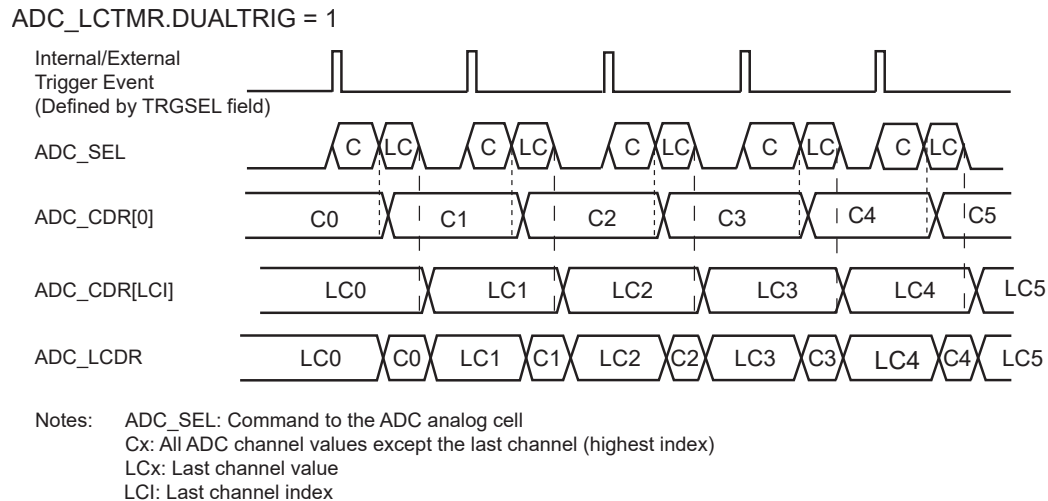 ADC_LCTMR.DUALTRIG = 1
Internal/External
Trigger Event
(Defined by TRGSEL field)
ADC_SEL C LC C LC C LC C LC C LC
ADC_CDR[0] C0 C1 C2 C3 C4 C5
ADC_CDR[LCI] LC0 LC1 LC2 LC3 LC4 LC5
ADC_LCDR LC0 C0 LC1 C1 LC2 C2 LC3 C3 LC4 C4 LC5
Notes: ADC_SEL: Command to the ADC analog cell
Cx: All ADC channel values except the last channel (highest index)
LCx: Last channel value
LCI: Last channel index